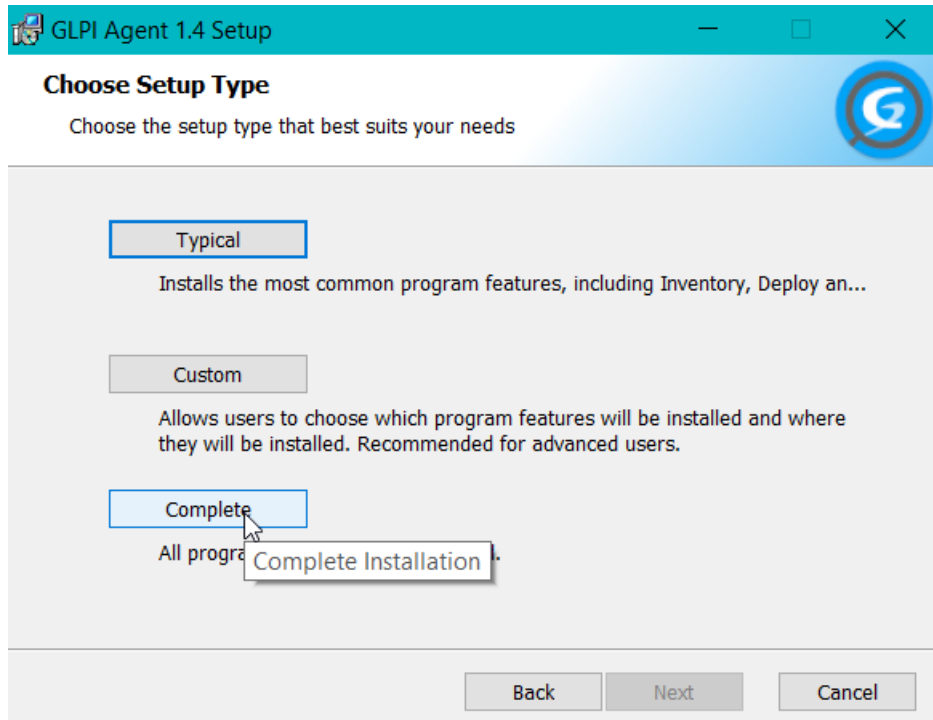 GLPI Agent 1.4 Setup
Choose Setup Type
Choose the setup type that best suits your needs
Typical
Installs the most common program features, including Inventory, Deploy an...
Custom
Allows users to choose which program features will be installed and where
they will be installed. Recommended for advanced users.
Complete
All progra
Complete Installation
Back Next Cancel